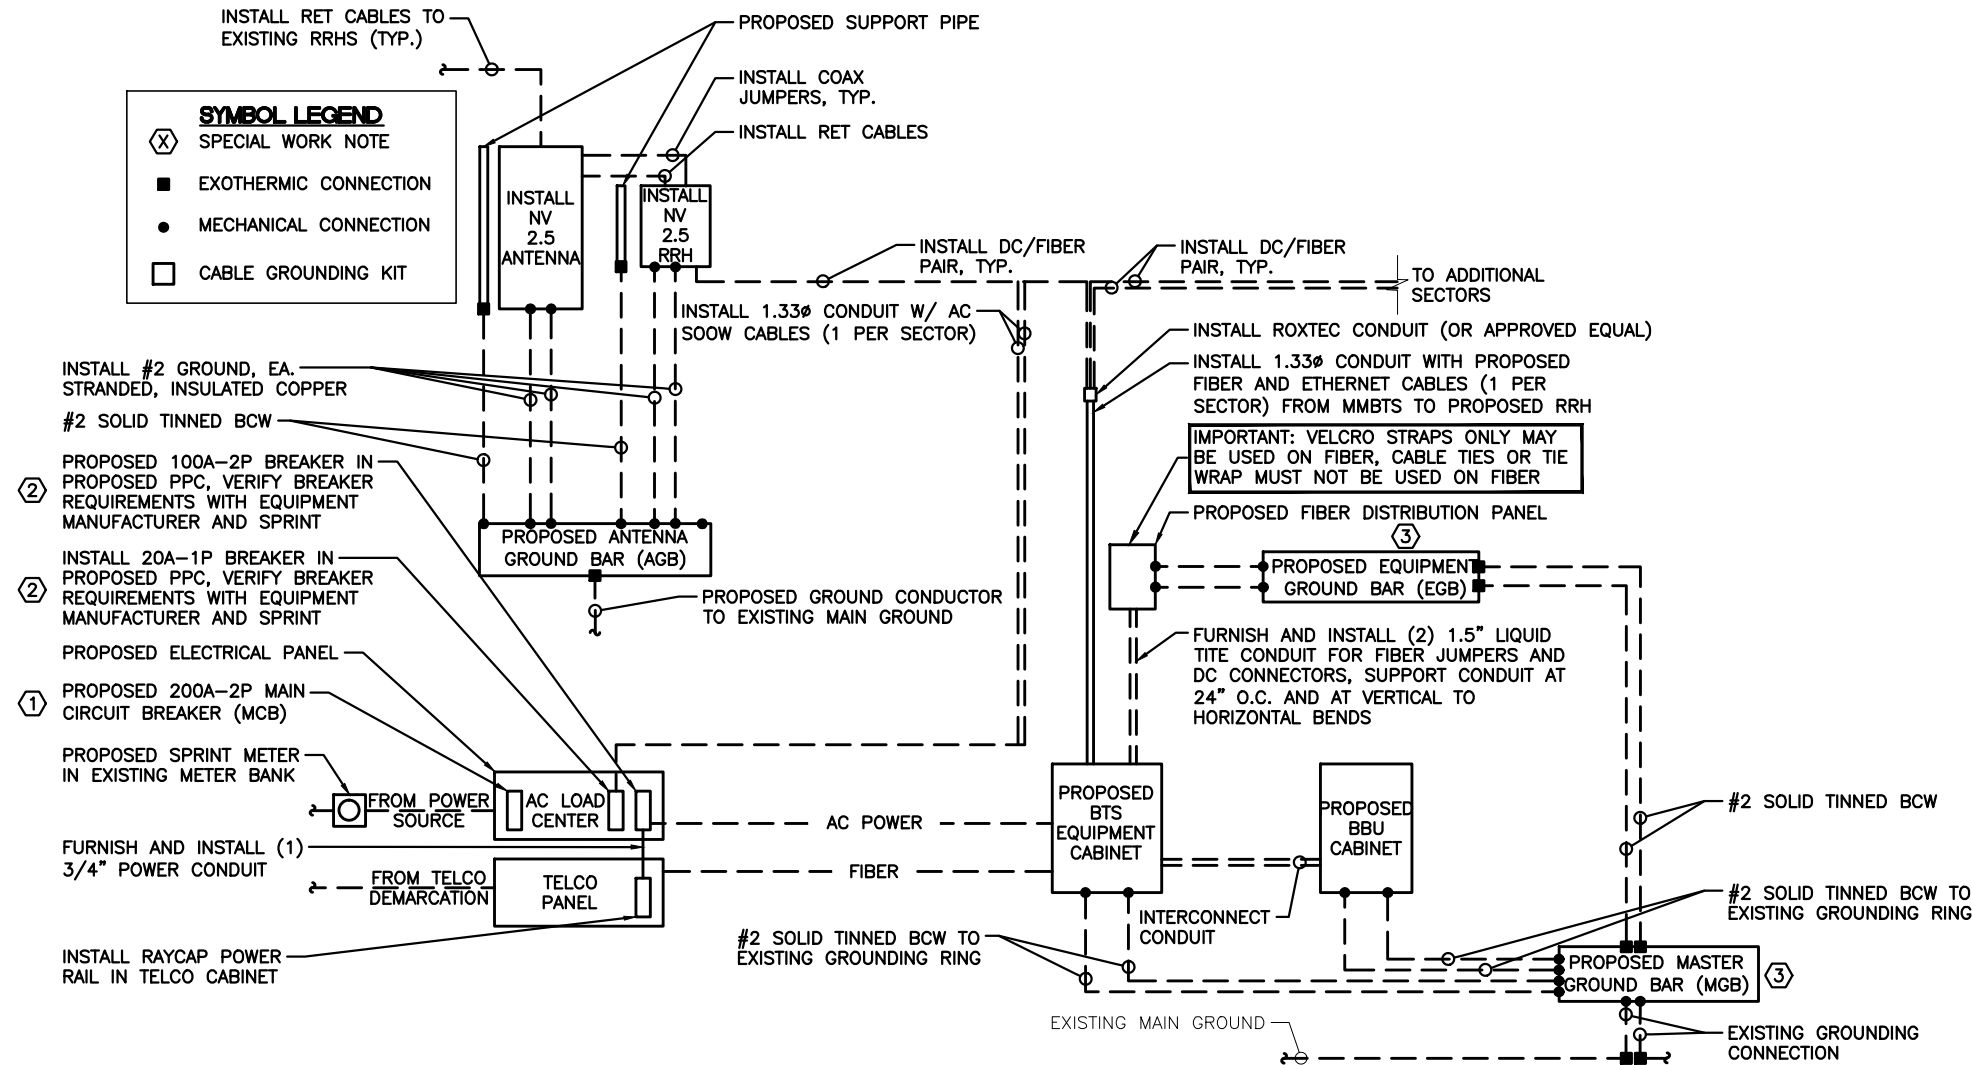 INSTALL RET CABLES TO
EXISTING RRHS (TYP.)
PROPOSED SUPPORT PIPE
INSTALL COAX
JUMPERS, TYP.
INSTALL RET CABLES
SYMBOL LEGEND
X
SPECIAL WORK NOTE
EXOTHERMIC CONNECTION
MECHANICAL CONNECTION
CABLE GROUNDING KIT
INSTALL
NV
2.5
ANTENNA
INSTALL
NV
2.5
RRH
INSTALL DC/FIBER
PAIR, TYP.
INSTALL DC/FIBER
PAIR, TYP.
TO ADDITIONAL
SECTORS
INSTALL 1.33ø CONDUIT W/ AC
SOOW CABLES (1 PER SECTOR)
INSTALL ROXTEC CONDUIT (OR APPROVED EQUAL)
INSTALL 1.33ø CONDUIT WITH PROPOSED
FIBER AND ETHERNET CABLES (1 PER
SECTOR) FROM MMBTS TO PROPOSED RRH
IMPORTANT: VELCRO STRAPS ONLY MAY
BE USED ON FIBER, CABLE TIES OR TIE
WRAP MUST NOT BE USED ON FIBER
PROPOSED FIBER DISTRIBUTION PANEL
INSTALL #2 GROUND, EA.
STRANDED, INSULATED COPPER
#2 SOLID TINNED BCW
2
PROPOSED 100A-2P BREAKER IN
PROPOSED PPC, VERIFY BREAKER
REQUIREMENTS WITH EQUIPMENT
MANUFACTURER AND SPRINT
2
INSTALL 20A-1P BREAKER IN
PROPOSED PPC, VERIFY BREAKER
REQUIREMENTS WITH EQUIPMENT
MANUFACTURER AND SPRINT
PROPOSED ELECTRICAL PANEL
1
PROPOSED 200A-2P MAIN
CIRCUIT BREAKER (MCB)
PROPOSED SPRINT METER
IN EXISTING METER BANK
PROPOSED ANTENNA
GROUND BAR (AGB)
PROPOSED GROUND CONDUCTOR
TO EXISTING MAIN GROUND
3
PROPOSED EQUIPMENT
GROUND BAR (EGB)
FURNISH AND INSTALL (2) 1.5" LIQUID
TITE CONDUIT FOR FIBER JUMPERS AND
DC CONNECTORS, SUPPORT CONDUIT AT
24" O.C. AND AT VERTICAL TO
HORIZONTAL BENDS
FROM POWER
SOURCE
AC LOAD
CENTER
AC POWER
PROPOSED
BTS
EQUIPMENT
CABINET
PROPOSED
BBU
CABINET
#2 SOLID TINNED BCW
FURNISH AND INSTALL (1)
3/4" POWER CONDUIT
FROM TELCO
DEMARCATION
TELCO
PANEL
FIBER
INTERCONNECT
CONDUIT
#2 SOLID TINNED BCW TO
EXISTING GROUNDING RING
INSTALL RAYCAP POWER
RAIL IN TELCO CABINET
#2 SOLID TINNED BCW TO
EXISTING GROUNDING RING
PROPOSED MASTER
GROUND BAR (MGB)
3
EXISTING MAIN GROUND
EXISTING GROUNDING
CONNECTION